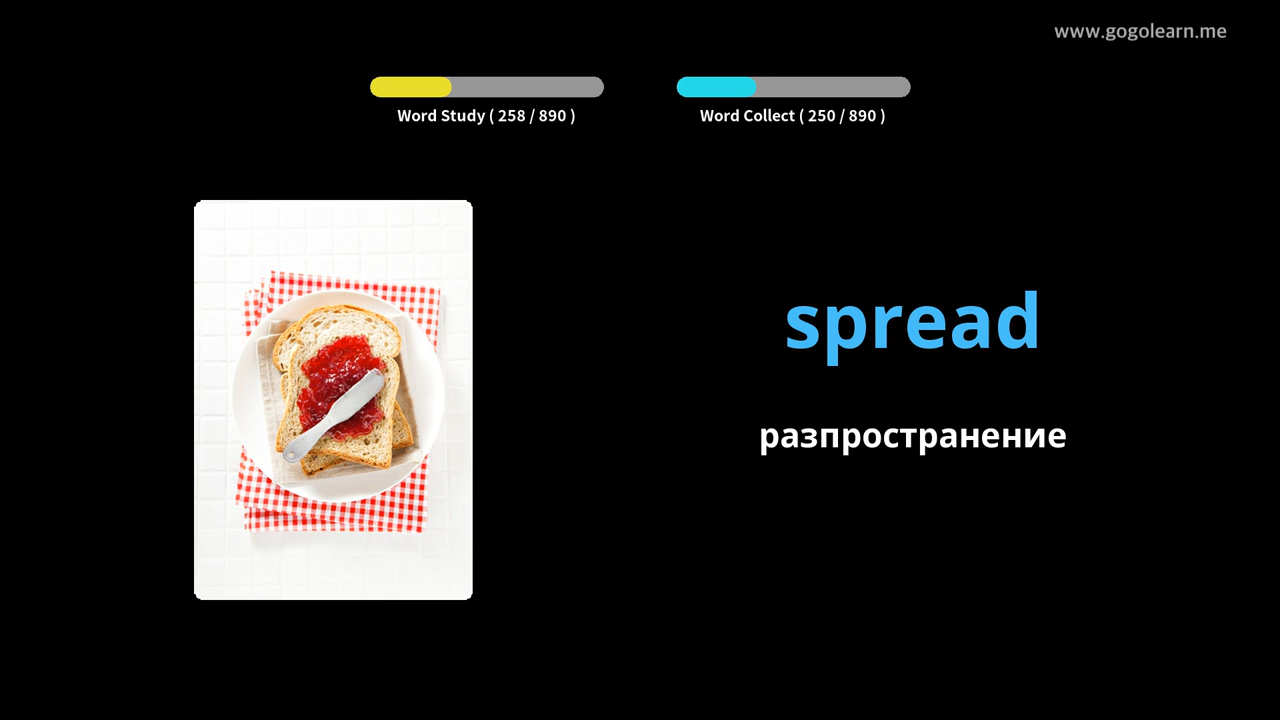 www.gogolearn.me
Word Study ( 258 / 890 )
Word Collect ( 250 / 890 )
spread
разпространение